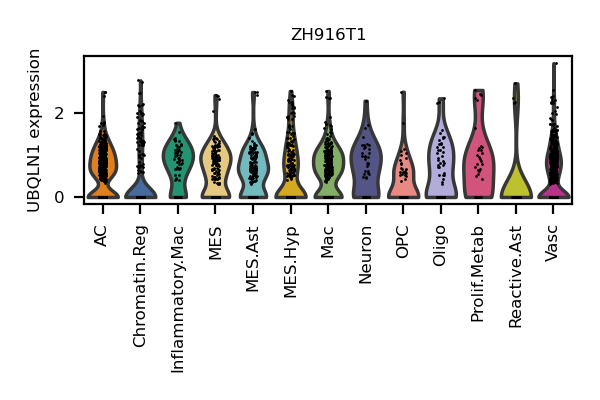 ZH916T1
UBQLN1 expression
2
0
AC
Chromatin.Reg
Inflammatory.Mac
MES
MES.Ast
MES.Hyp
Mac
Neuron
OPC
Oligo
Prolif.Metab
Reactive.Ast
Vasc